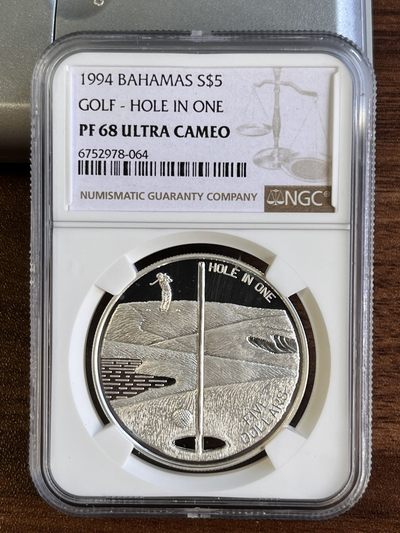 1994 BAHAMAS S$5
GOLF - HOLE IN ONE
PF 68 ULTRA CAMEO
6752978-064
NUMISMATIC GUARANTY COMPANY
NGC®
HOLE IN ONE
FIVE
DOLLARS